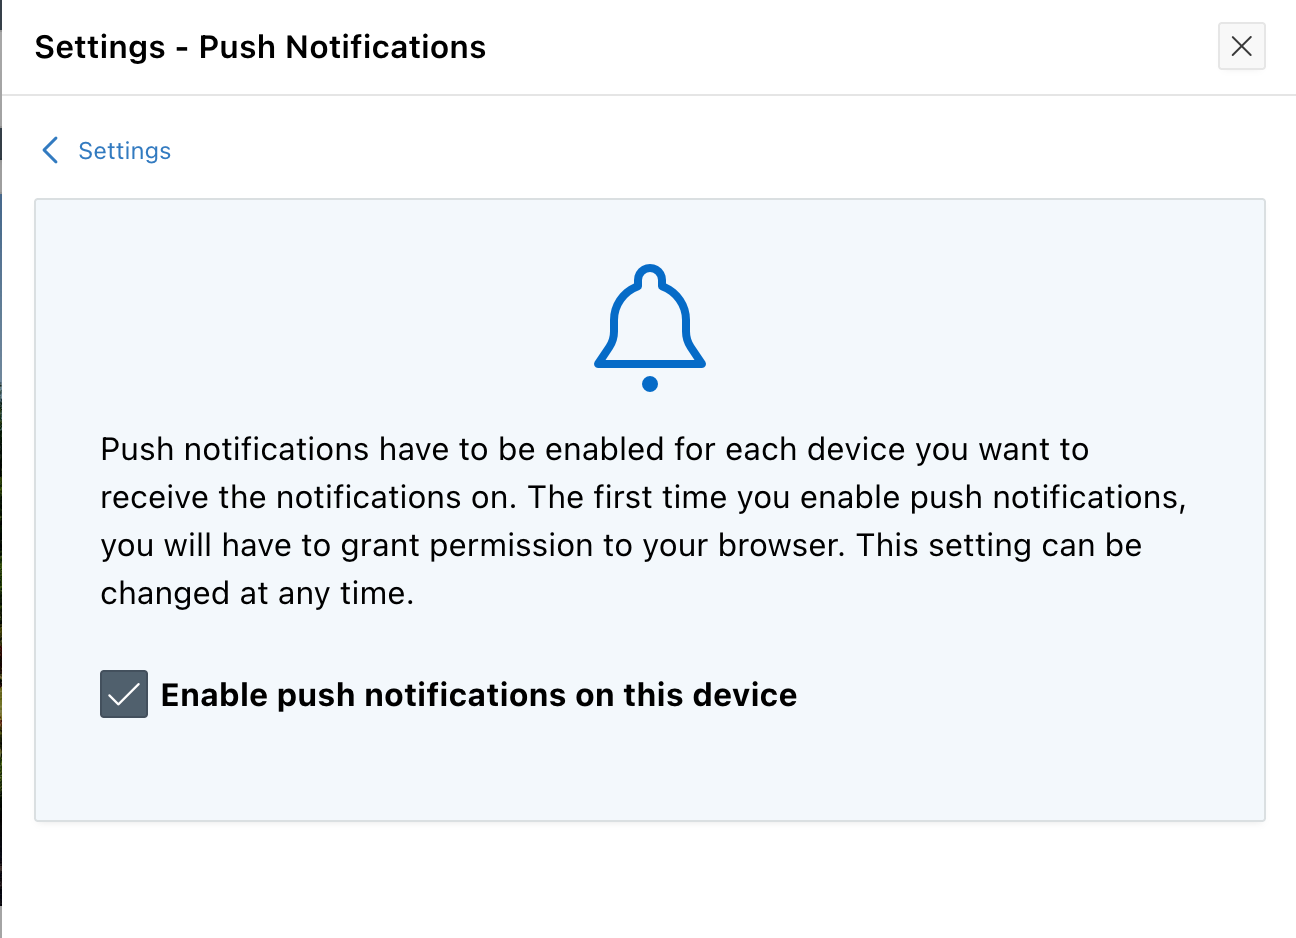 Settings - Push Notifications
Settings
Push notifications have to be enabled for each device you want to
receive the notifications on. The first time you enable push notifications,
you will have to grant permission to your browser. This setting can be
changed at any time.
Enable push notifications on this device